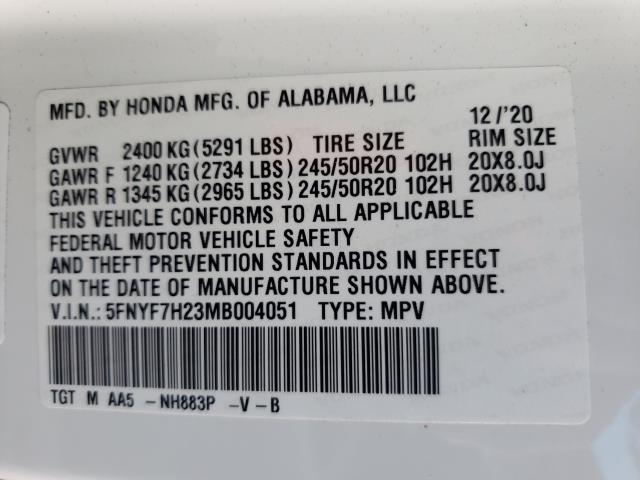 MFD. BY HONDA MFG. OF ALABAMA, LLC 12/'20
GVWR 2400 KG (5291 LBS) TIRE SIZE RIM SIZE
GAWR F 1240 KG (2734 LBS) 245/50R20 102H 20X8.0J
GAWR R 1345 KG (2965 LBS) 245/50R20 102H 20X8.0J
THIS VEHICLE CONFORMS TO ALL APPLICABLE
FEDERAL MOTOR VEHICLE SAFETY
AND THEFT PREVENTION STANDARDS IN EFFECT
ON THE DATE OF MANUFACTURE SHOWN ABOVE.
V.I.N.: 5FNYF7H23MB004051 TYPE: MPV
TGT M AA5 - NH883P -V - B